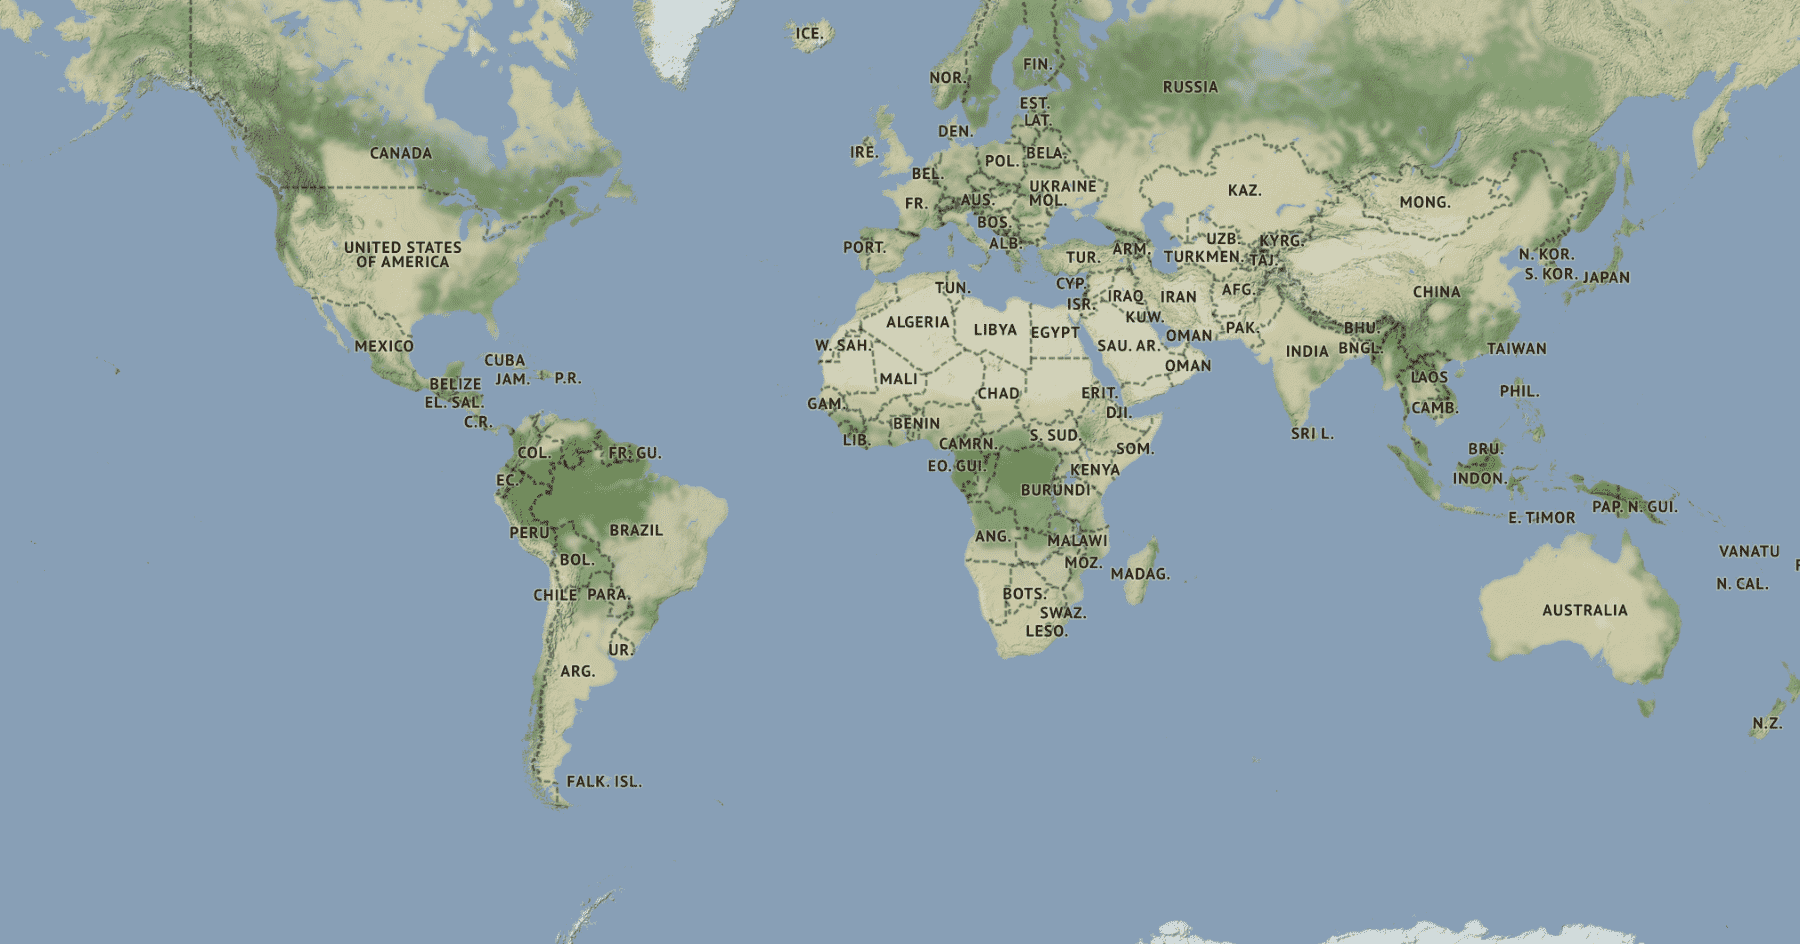 ICE.
NOR.
FIN.
RUSSIA
EST.
LAT.
DEN.
IRE.
CANADA
POL.
BELA.
BEL.
UKRAINE
KAZ.
FR.
AUS.
MOL.
MONG.
BOS.
UNITED STATES
OF AMERICA
PORT.
ALB.
ARM.
UZB.
KYRG.
TUR.
TURKMEN.
TAJ.
N. KOR.
S. KOR.
JAPAN
TUN.
CYP.
ISR.
IRAQ
IRAN
AFG.
CHINA
ALGERIA
LIBYA
EGYPT
KUW.
OMAN
PAK.
BHU.
MEXICO
W. SAH.
SAU. AR.
INDIA
BNGL.
TAIWAN
CUBA
JAM.
P.R.
MALI
OMAN
LAOS
BELIZE
EL. SAL.
CHAD
ERIT.
PHIL.
GAM.
DJI.
CAMB.
C.R.
BENIN
LIB.
CAMRN.
S. SUD.
SOM.
SRI L.
COL.
FR. GU.
EO. GUI.
KENYA
BRU.
EC.
BURUNDI
INDON.
PERU
BRAZIL
ANG.
MALAWI
E. TIMOR
PAP. N. GUI.
BOL.
MOZ.
MADAG.
VANATU
CHILE
PARA.
BOTS.
N. CAL.
SWAZ.
LESO.
AUSTRALIA
UR.
ARG.
N.Z.
FALK. ISL.